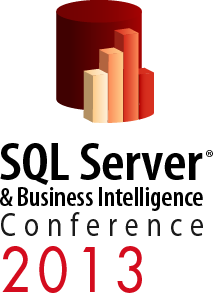 SQL Server®
& Business Intelligence
Conference
2013